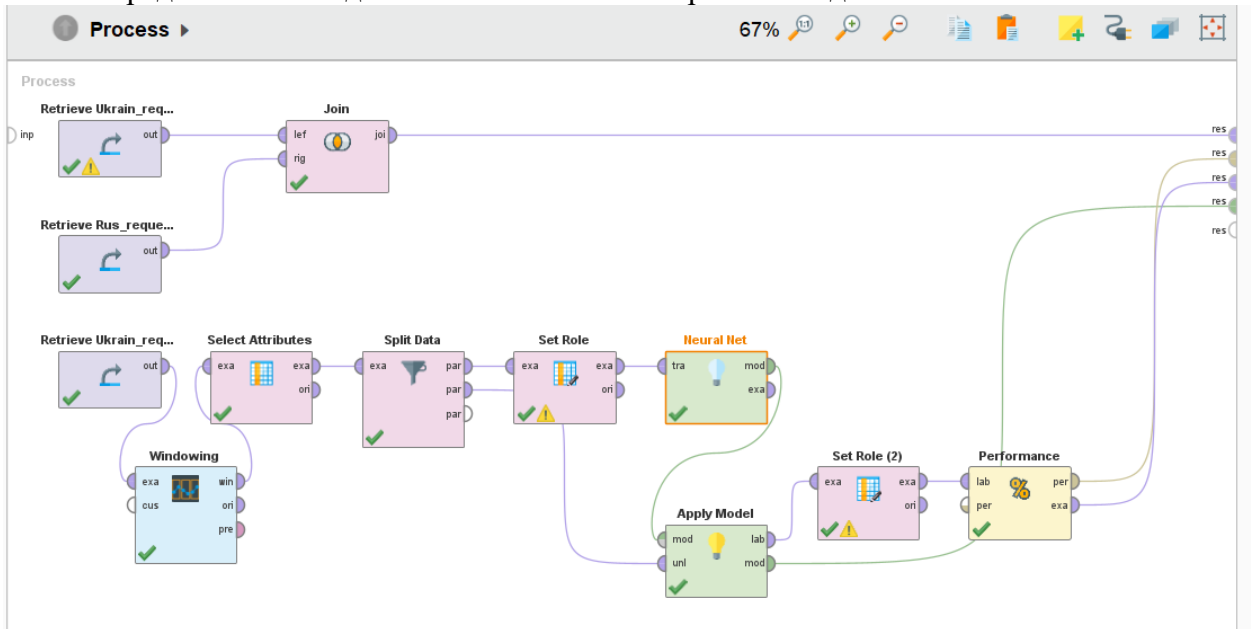 Process
67%
1:1
Process
Retrieve Ukrain_req...
Join
inp
out
lef
joi
res
rig
res
res
Retrieve Rus_reque...
res
out
res
Retrieve Ukrain_req...
Select Attributes
Split Data
Set Role
Neural Net
out
exa
exa
exa
par
exa
exa
tra
mod
ori
par
ori
exa
par
Windowing
Set Role (2)
Performance
exa
win
exa
exa
lab
per
cus
ori
ori
per
exa
%
Apply Model
pre
mod
lab
unl
mod